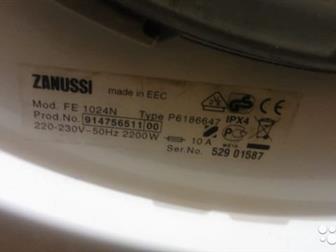 ZANUSSI made in EEC
Mod. FE 1024N Type P6186647 IPX4
Prod.No. 914756511 00
220-230V~50Hz 2200W 10 A
Ser.No. 529 01587